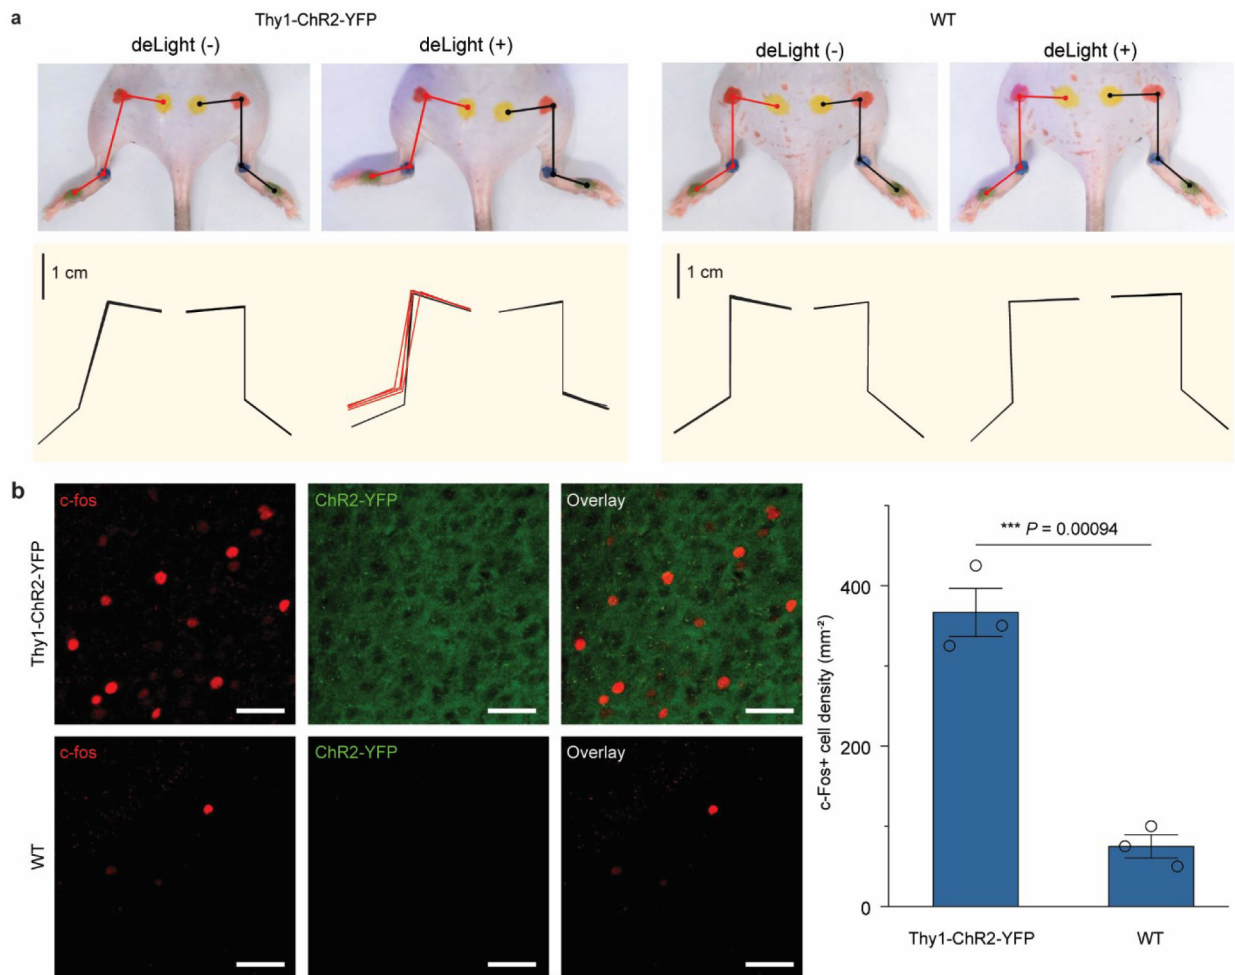 a
Thy1-ChR2-YFP
WT
deLight (-)
deLight (+)
deLight (-)
deLight (+)
1 cm
1 cm
b
Thy1-ChR2-YFP
c-fos
ChR2-YFP
Overlay
WT
c-fos
ChR2-YFP
Overlay
*** P = 0.00094
c-Fos+ cell density (mm⁻²)
400
200
0
Thy1-ChR2-YFP
WT